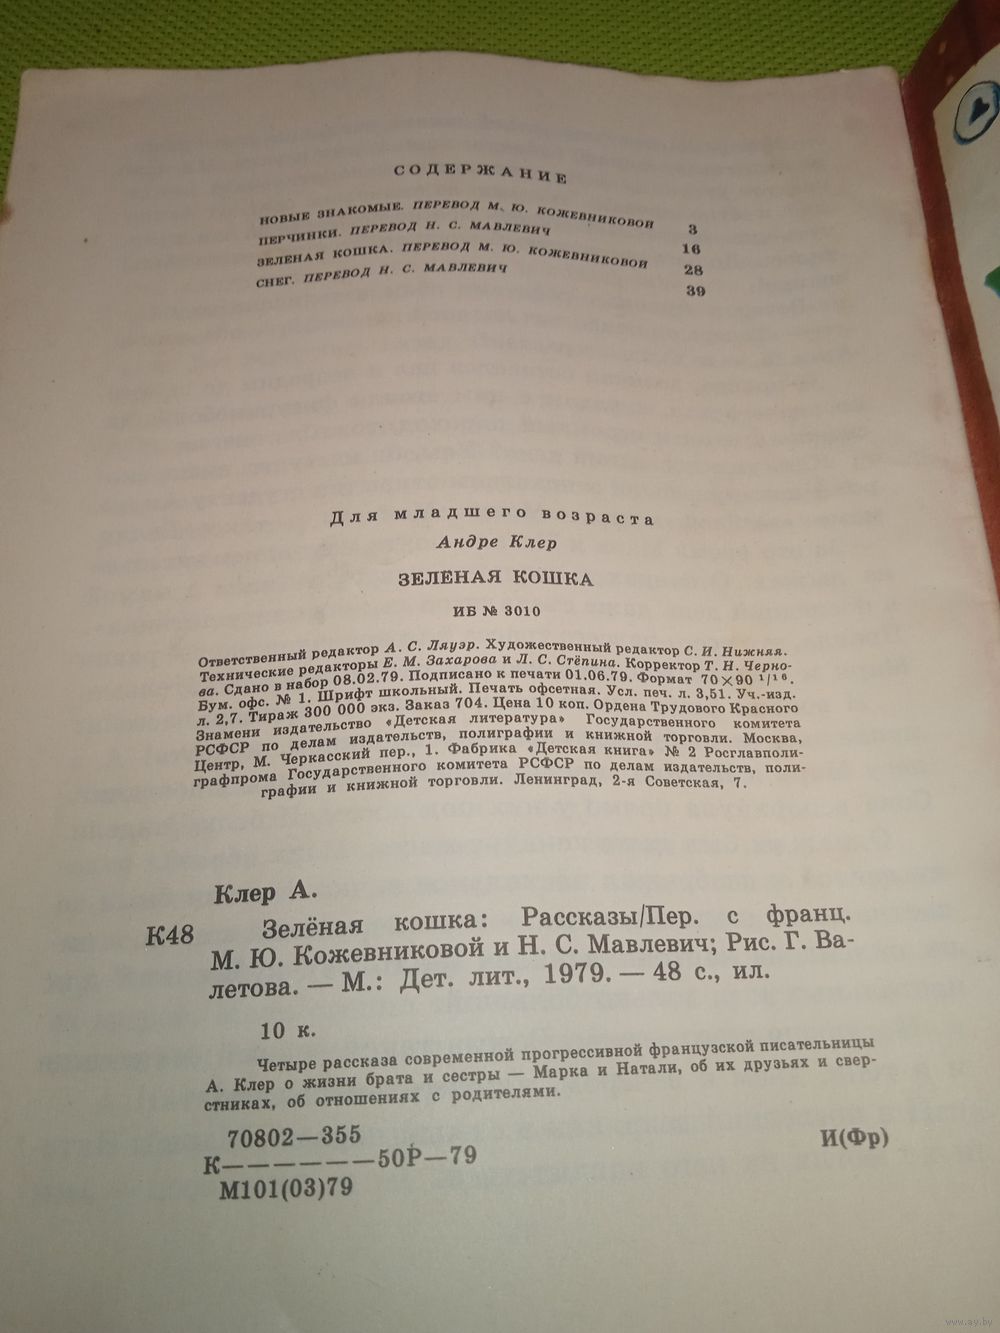 СОДЕРЖАНИЕ
НОВЫЕ ЗНАКОМЫЕ. ПЕРЕВОД М. Ю. КОЖЕВНИКОВОЙ 3
ПЕРЧИНКИ. ПЕРЕВОД Н. С. МАВЛЕВИЧ 16
ЗЕЛЕНАЯ КОШКА. ПЕРЕВОД М. Ю. КОЖЕВНИКОВОЙ 28
СНЕГ. ПЕРЕВОД Н. С. МАВЛЕВИЧ 39
Для младшего возраста
Андре Клер
ЗЕЛЁНАЯ КОШКА
ИБ № 3010
Ответственный редактор А. С. Ляуэр. Художественный редактор С. И. Нижняя.
Технические редакторы Е. М. Захарова и Л. С. Стёпина. Корректор Т. Н. Черно-
ва. Сдано в набор 08.02.79. Подписано к печати 01.06.79. Формат 70×90 1/16.
Бум. офс. № 1. Шрифт школьный. Печать офсетная. Усл. печ. л. 3,51. Уч.-изд.
л. 2,7. Тираж 300 000 экз. Заказ 704. Цена 10 коп. Ордена Трудового Красного
Знамени издательство «Детская литература» Государственного комитета
РСФСР по делам издательств, полиграфии и книжной торговли. Москва,
Центр, М. Черкасский пер., 1. Фабрика «Детская книга» № 2 Росглавполи-
графпрома Государственного комитета РСФСР по делам издательств, поли-
графии и книжной торговли. Ленинград, 2-я Советская, 7.
Клер А.
К48 Зелёная кошка: Рассказы/Пер. с франц.
М. Ю. Кожевниковой и Н. С. Мавлевич; Рис. Г. Ва-
летова. — М.: Дет. лит., 1979. — 48 с., ил.
10 к.
Четыре рассказа современной прогрессивной французской писательницы
А. Клер о жизни брата и сестры — Марка и Натали, об их друзьях и свер-
стниках, об отношениях с родителями.
70802—355
К——————50Р—79 И(Фр)
М101(03)79
www.ay.by